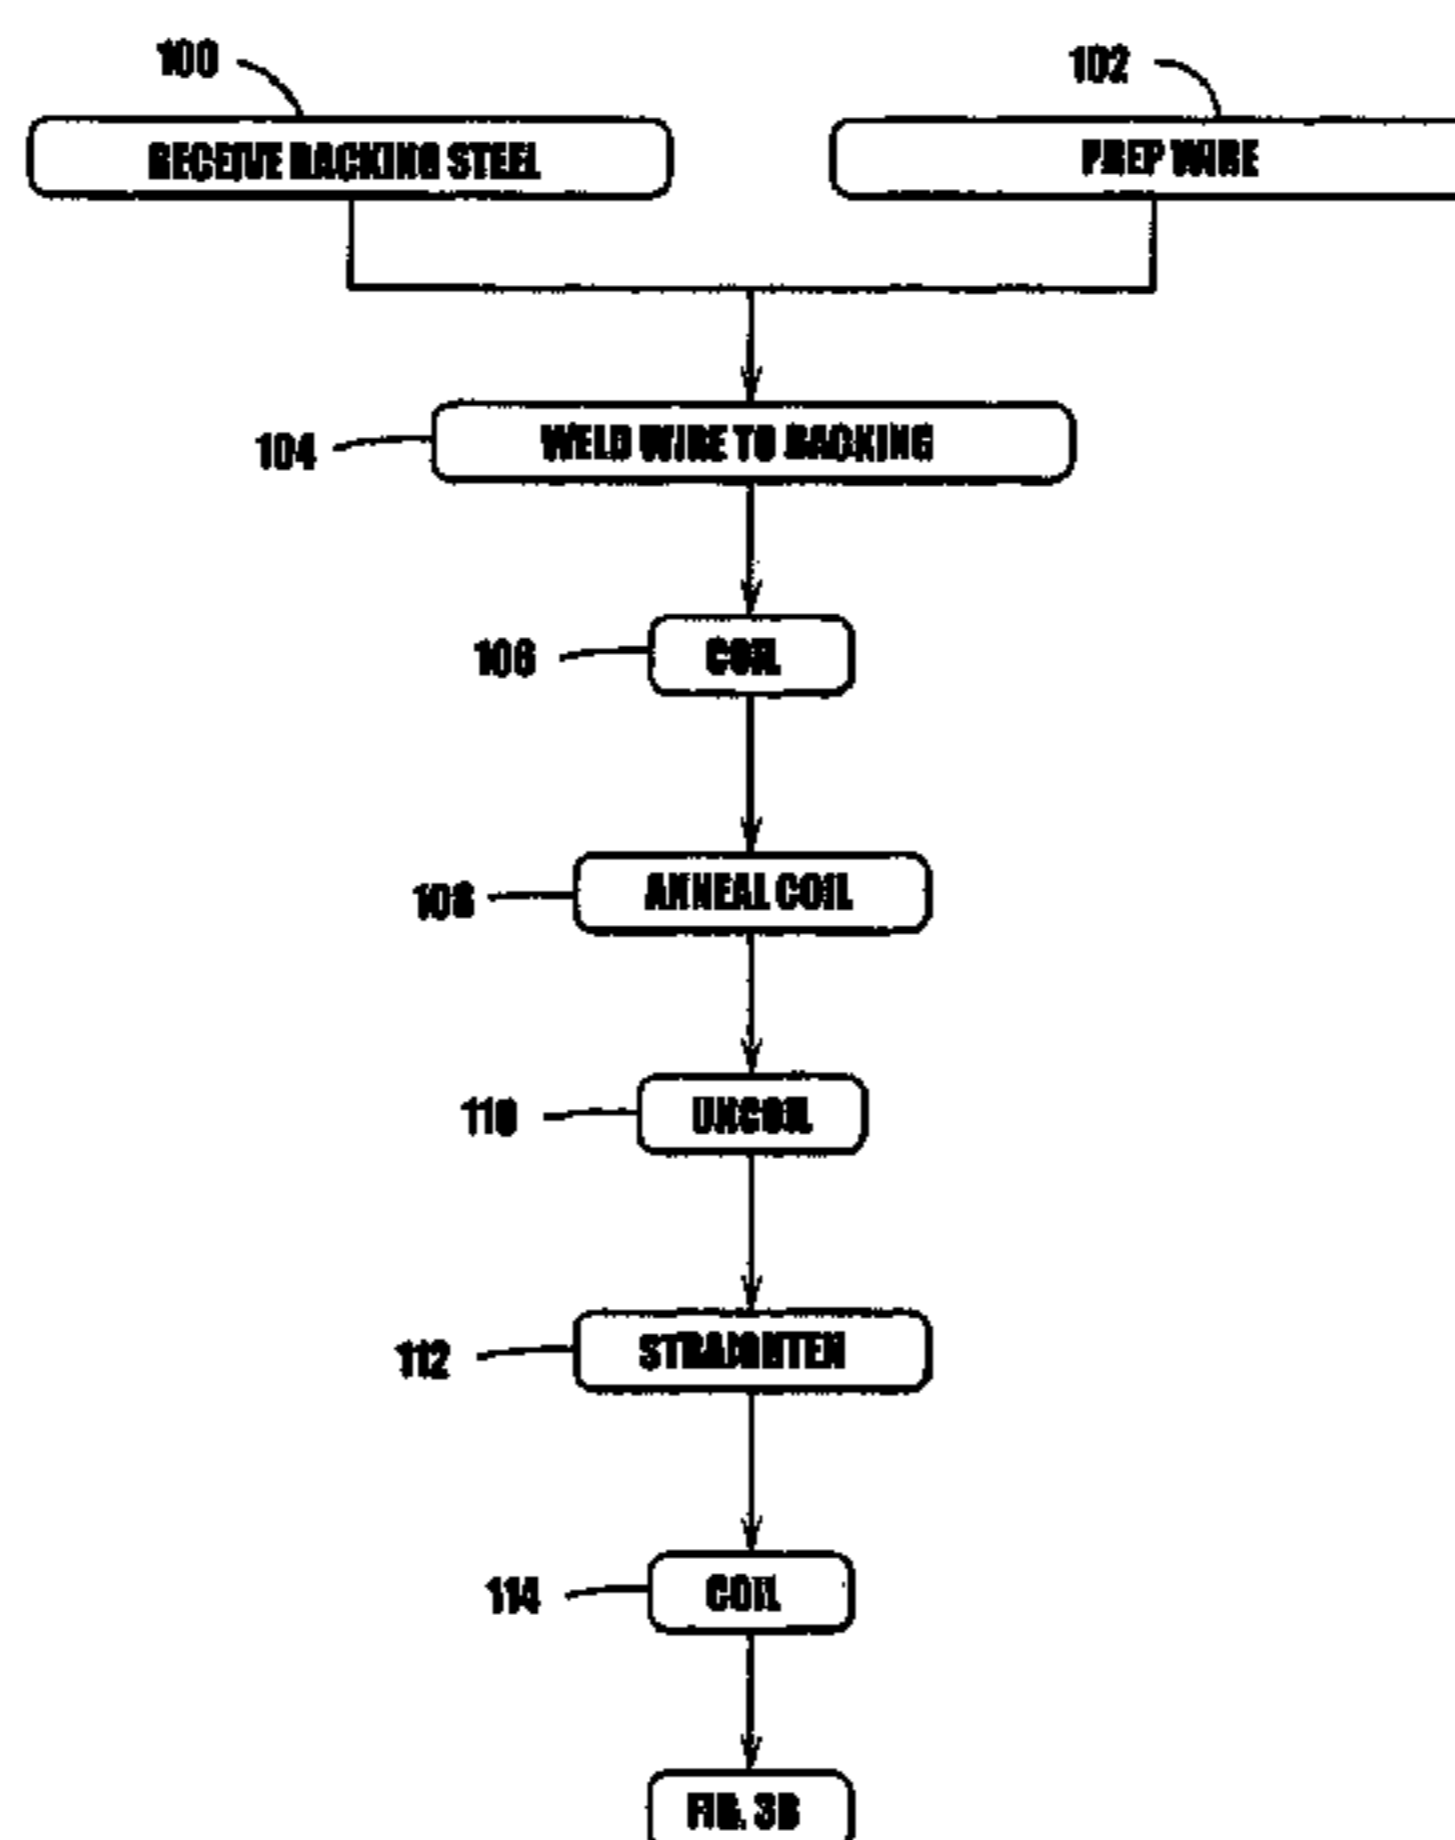 100
102
RECEIVE BACKING STEEL
PREP WIRE
104
WELD WIRE TO BACKING
106
COIL
108
ANNEAL COIL
110
UNCOIL
112
STRAIGHTEN
114
COIL
FIG. 3B